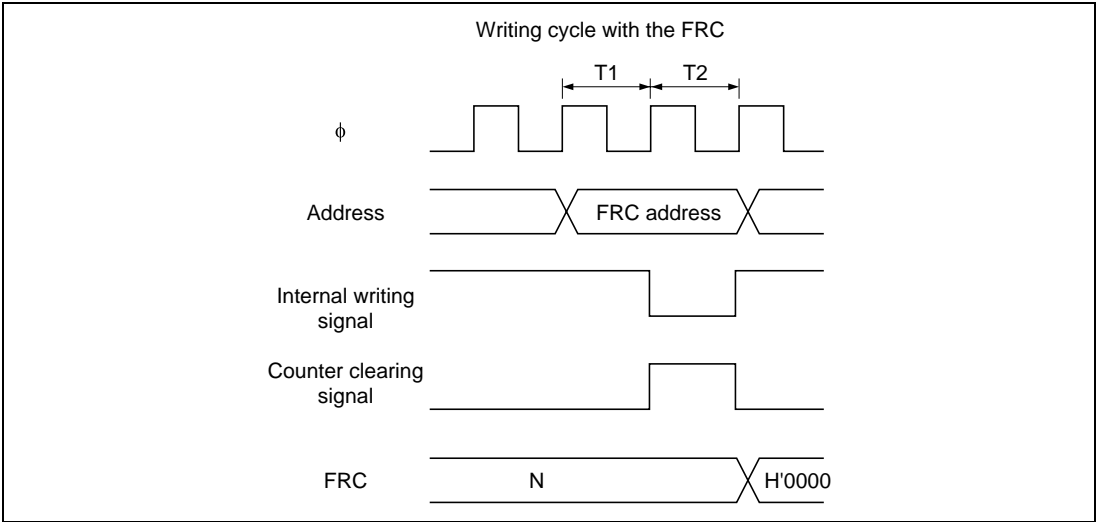 Writing cycle with the FRC
T1 T2
ϕ
Address FRC address
Internal writing
signal
Counter clearing
signal
FRC N H'0000